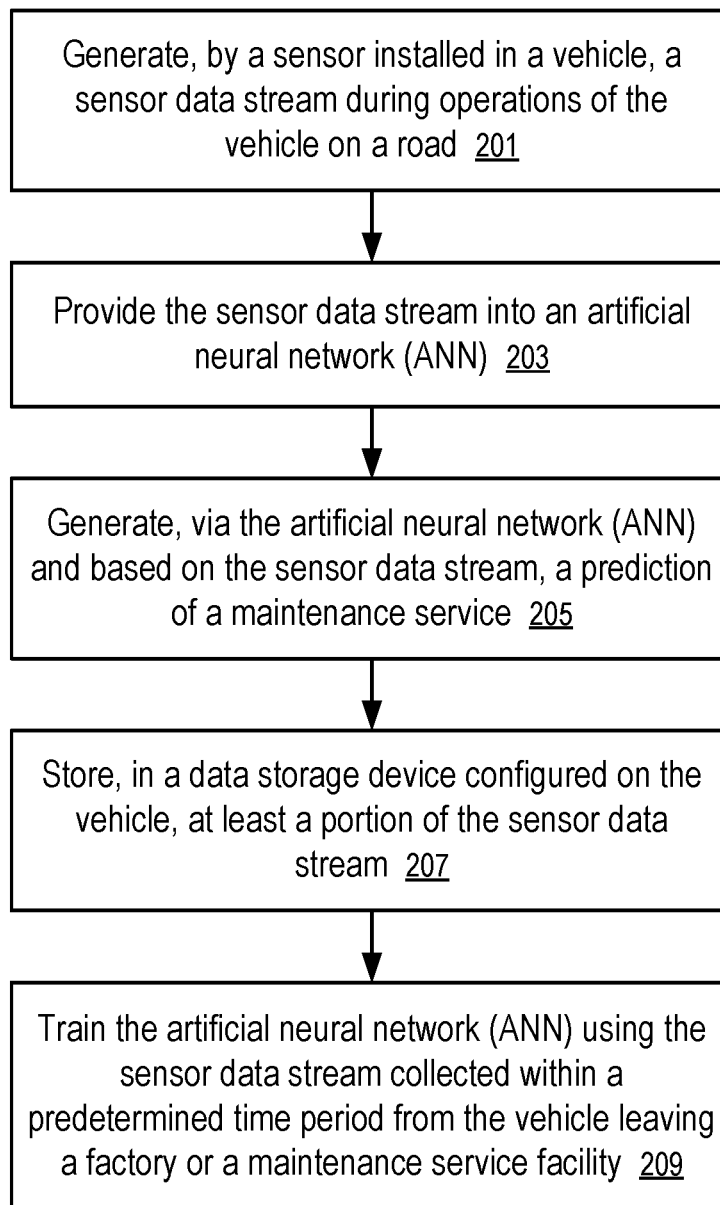 Generate, by a sensor installed in a vehicle, a
sensor data stream during operations of the
vehicle on a road 201
Provide the sensor data stream into an artificial
neural network (ANN) 203
Generate, via the artificial neural network (ANN)
and based on the sensor data stream, a prediction
of a maintenance service 205
Store, in a data storage device configured on the
vehicle, at least a portion of the sensor data
stream 207
Train the artificial neural network (ANN) using the
sensor data stream collected within a
predetermined time period from the vehicle leaving
a factory or a maintenance service facility 209